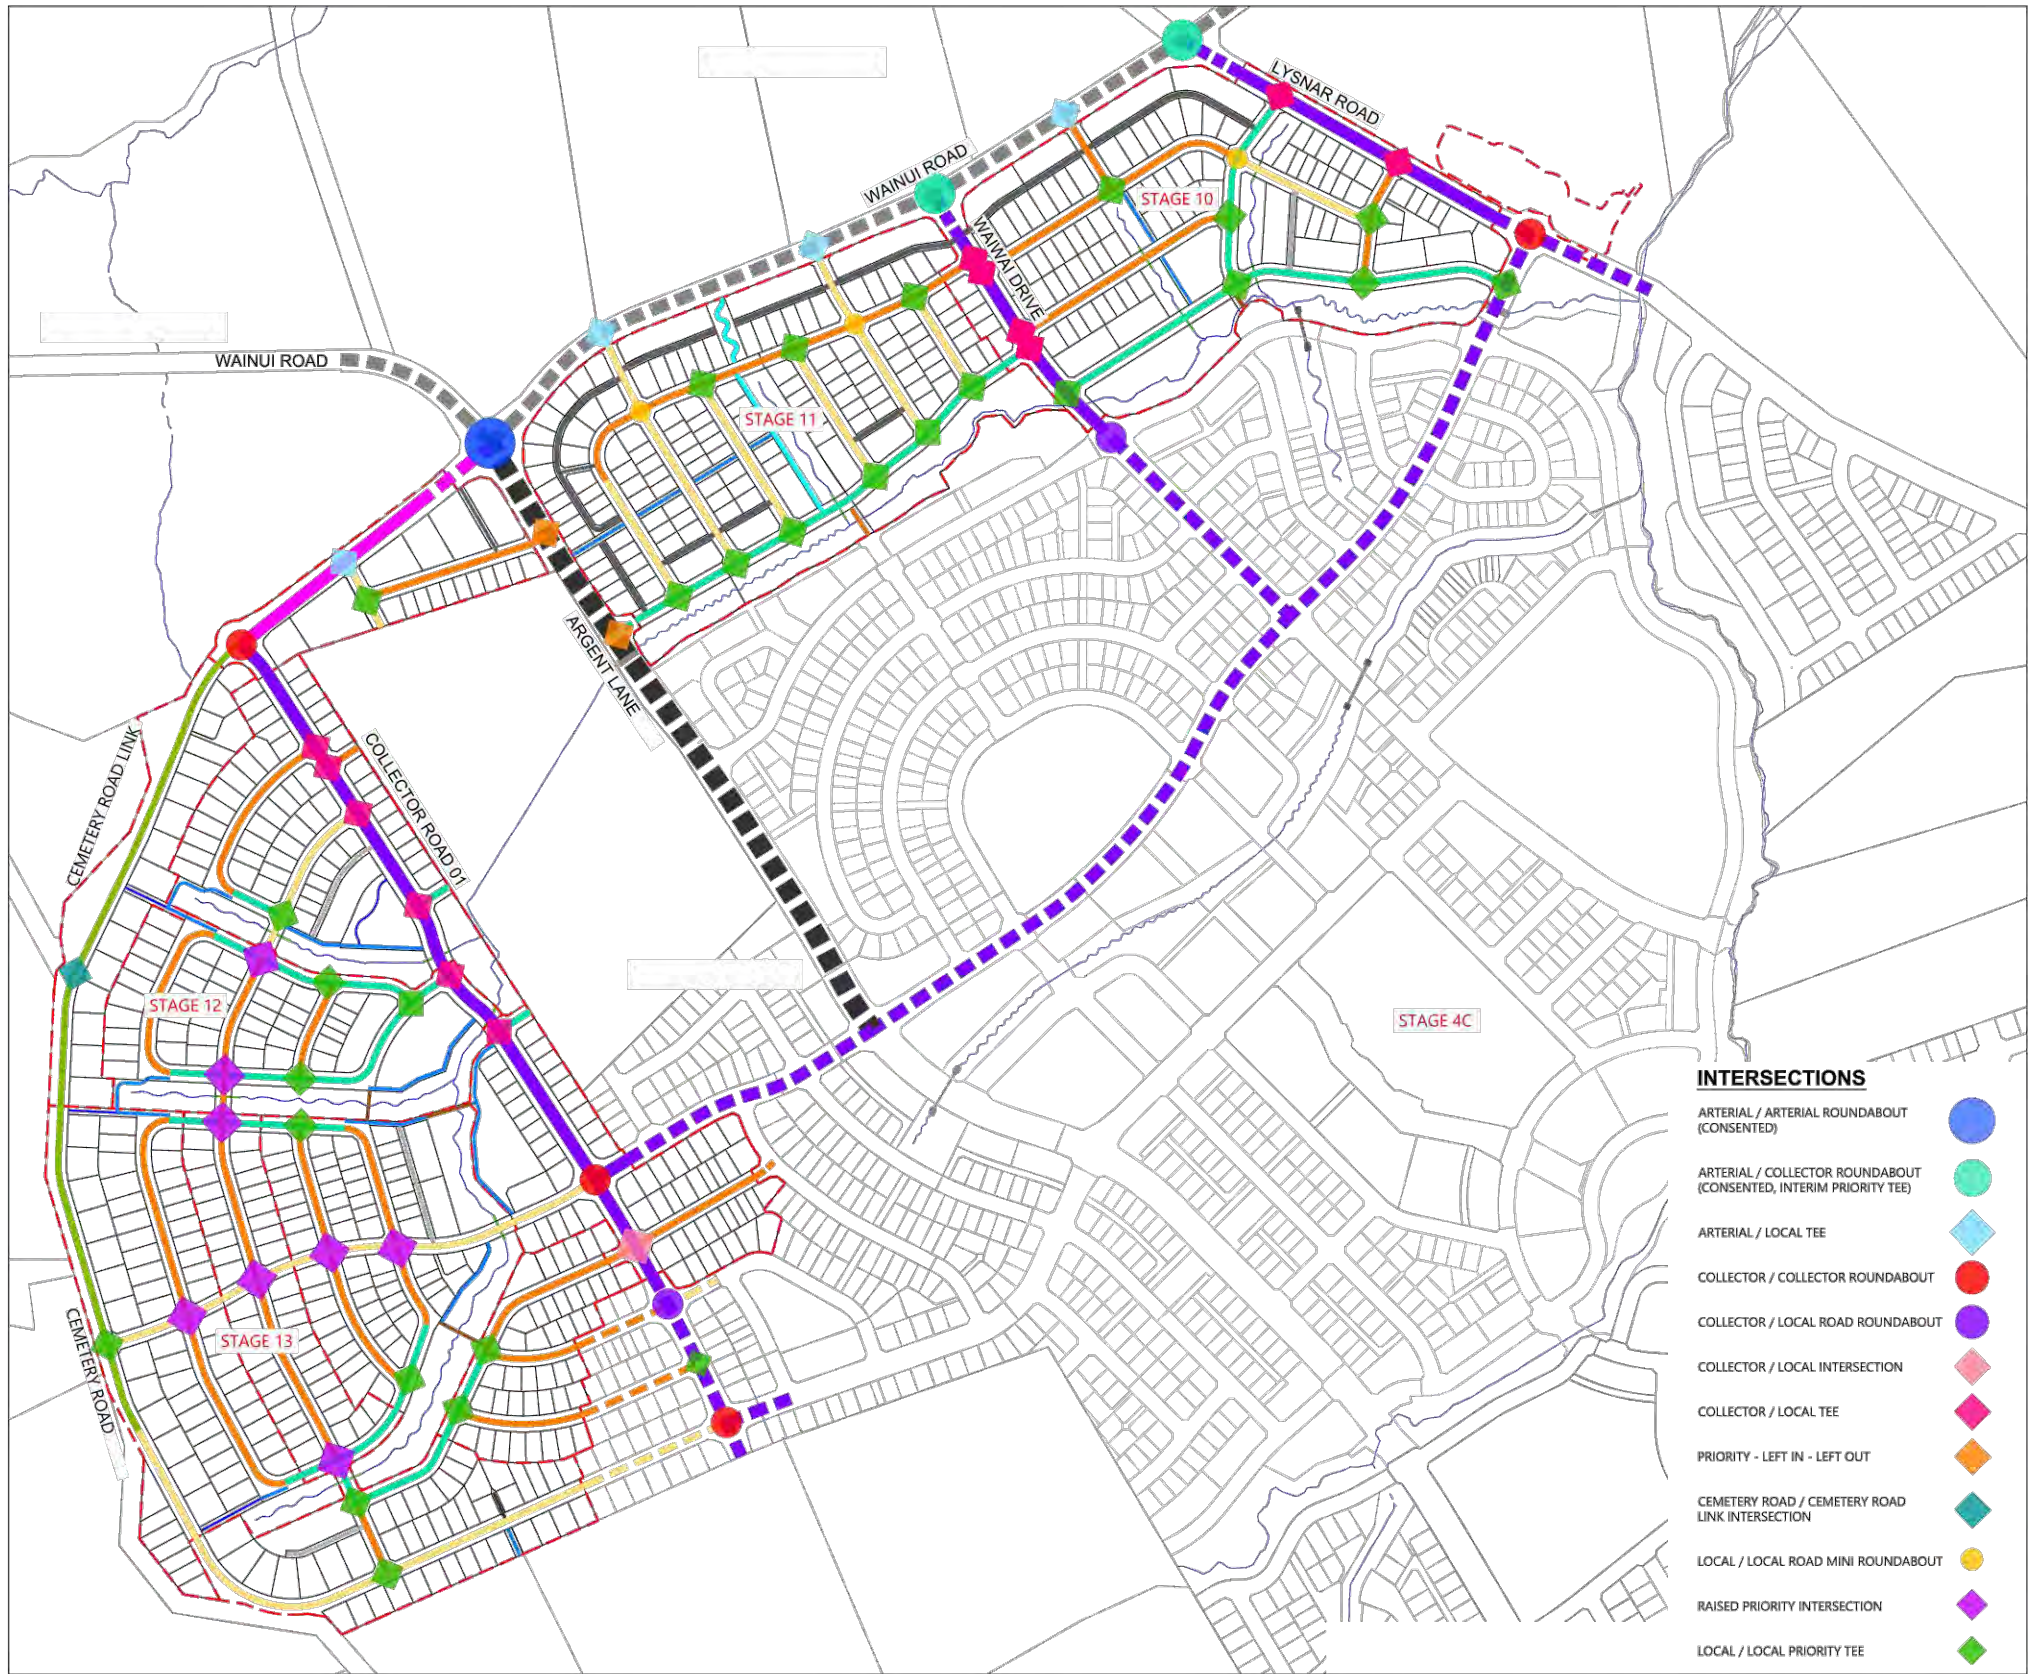 LYSNAR ROAD
WAINUI ROAD
STAGE 10
WAIWAI DRIVE
WAINUI ROAD
STAGE 11
ARGENT LANE
CEMETERY ROAD LINK
COLLECTOR ROAD 01
STAGE 12
STAGE 4C
STAGE 13
CEMETERY ROAD
INTERSECTIONS
ARTERIAL / ARTERIAL ROUNDABOUT
(CONSENTED)
ARTERIAL / COLLECTOR ROUNDABOUT
(CONSENTED, INTERIM PRIORITY TEE)
ARTERIAL / LOCAL TEE
COLLECTOR / COLLECTOR ROUNDABOUT
COLLECTOR / LOCAL ROAD ROUNDABOUT
COLLECTOR / LOCAL INTERSECTION
COLLECTOR / LOCAL TEE
PRIORITY - LEFT IN - LEFT OUT
CEMETERY ROAD / CEMETERY ROAD
LINK INTERSECTION
LOCAL / LOCAL ROAD MINI ROUNDABOUT
RAISED PRIORITY INTERSECTION
LOCAL / LOCAL PRIORITY TEE